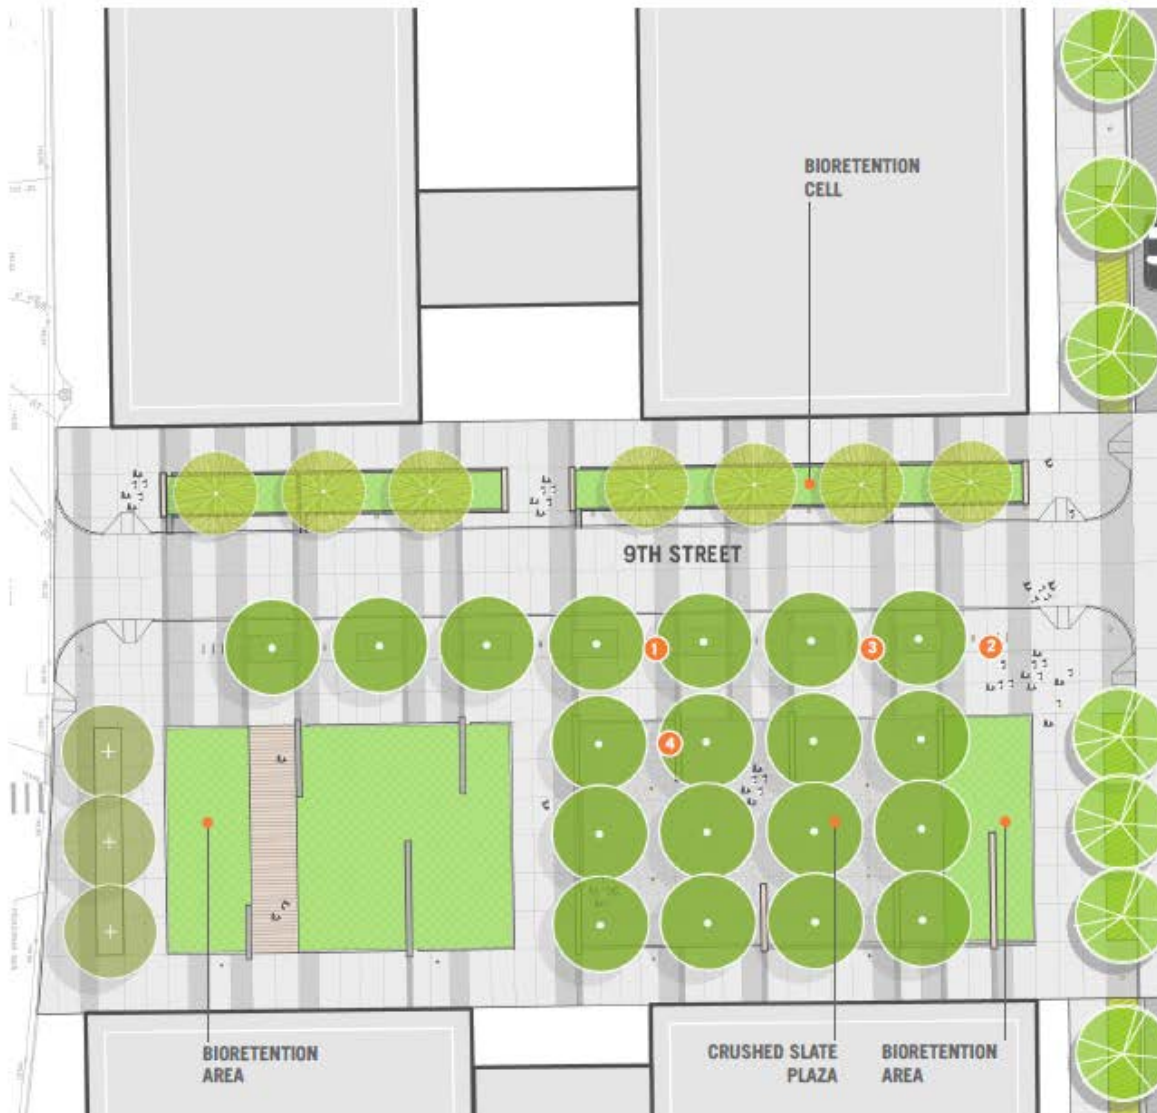 BIORETENTION
CELL
9TH STREET
1
3
2
4
BIORETENTION
AREA
CRUSHED SLATE
PLAZA
BIORETENTION
AREA